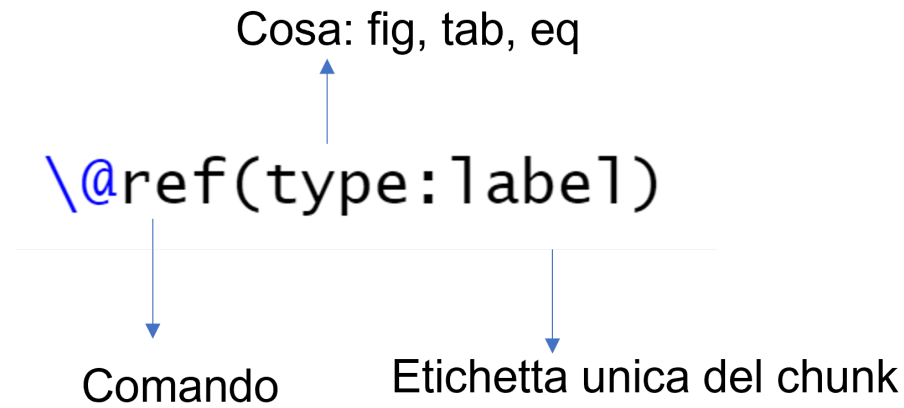 Cosa: fig, tab, eq
\@ref(type:label)
Comando
Etichetta unica del chunk